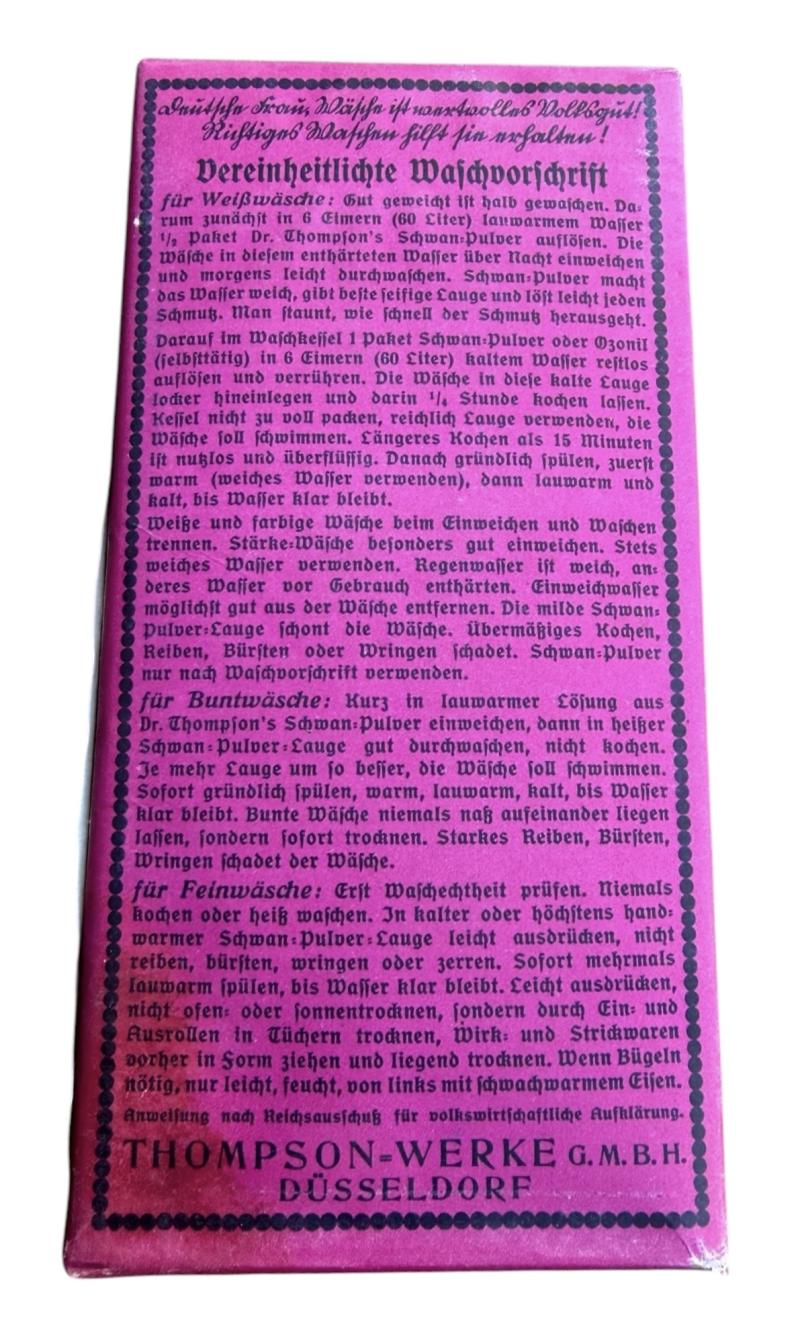 Deutsche Frau, Wäsche ist wertvolles Volksgut!
Richtiges Waschen hilft sie erhalten!
Vereinheitlichte Waschvorschrift
für Weißwäsche: Gut geweicht ist halb gewaschen. Da=
rum zunächst in 6 Eimern (60 Liter) lauwarmem Wasser
1/2 Paket Dr. Thompson's Schwan=Pulver auflösen. Die
Wäsche in diesem enthärteten Wasser über Nacht einweichen
und morgens leicht durchwaschen. Schwan=Pulver macht
das Wasser weich, gibt beste seifige Lauge und löst leicht jeden
Schmutz. Man staunt, wie schnell der Schmutz herausgeht.
Darauf im Waschkessel 1 Paket Schwan=Pulver oder Ozonil
(selbsttätig) in 6 Eimern (60 Liter) kaltem Wasser restlos
auflösen und verrühren. Die Wäsche in diese kalte Lauge
locker hineinlegen und darin 1/4 Stunde kochen lassen.
Kessel nicht zu voll packen, reichlich Lauge verwenden, die
Wäsche soll schwimmen. Längeres Kochen als 15 Minuten
ist nutzlos und überflüssig. Danach gründlich spülen, zuerst
warm (weiches Wasser verwenden), dann lauwarm und
kalt, bis Wasser klar bleibt.
Weiße und farbige Wäsche beim Einweichen und Waschen
trennen. Stärke=Wäsche besonders gut einweichen. Stets
weiches Wasser verwenden. Regenwasser ist weich, an=
deres Wasser vor Gebrauch enthärten. Einweichwasser
möglichst gut aus der Wäsche entfernen. Die milde Schwan=
Pulver=Lauge schont die Wäsche. Übermäßiges Kochen,
Reiben, Bürsten oder Wringen schadet. Schwan=Pulver
nur nach Waschvorschrift verwenden.
für Buntwäsche: Kurz in lauwarmer Lösung aus
Dr. Thompson's Schwan=Pulver einweichen, dann in heißer
Schwan=Pulver=Lauge gut durchwaschen, nicht kochen.
Je mehr Lauge um so besser, die Wäsche soll schwimmen.
Sofort gründlich spülen, warm, lauwarm, kalt, bis Wasser
klar bleibt. Bunte Wäsche niemals naß aufeinander liegen
lassen, sondern sofort trocknen. Starkes Reiben, Bürsten,
Wringen schadet der Wäsche.
für Feinwäsche: Erst Waschechtheit prüfen. Niemals
kochen oder heiß waschen. In kalter oder höchstens hand=
warmer Schwan=Pulver=Lauge leicht ausdrücken, nicht
reiben, bürsten, wringen oder zerren. Sofort mehrmals
lauwarm spülen, bis Wasser klar bleibt. Leicht ausdrücken,
nicht ofen= oder sonnentrocknen, sondern durch Ein= und
Ausrollen in Tüchern trocknen, Wirk= und Strickwaren
vorher in Form ziehen und liegend trocknen. Wenn Bügeln
nötig, nur leicht, feucht, von links mit schwachwarmem Eisen.
Anweisung nach Reichsausschuß für volkswirtschaftliche Aufklärung.
THOMPSON=WERKE G.M.B.H.
DÜSSELDORF